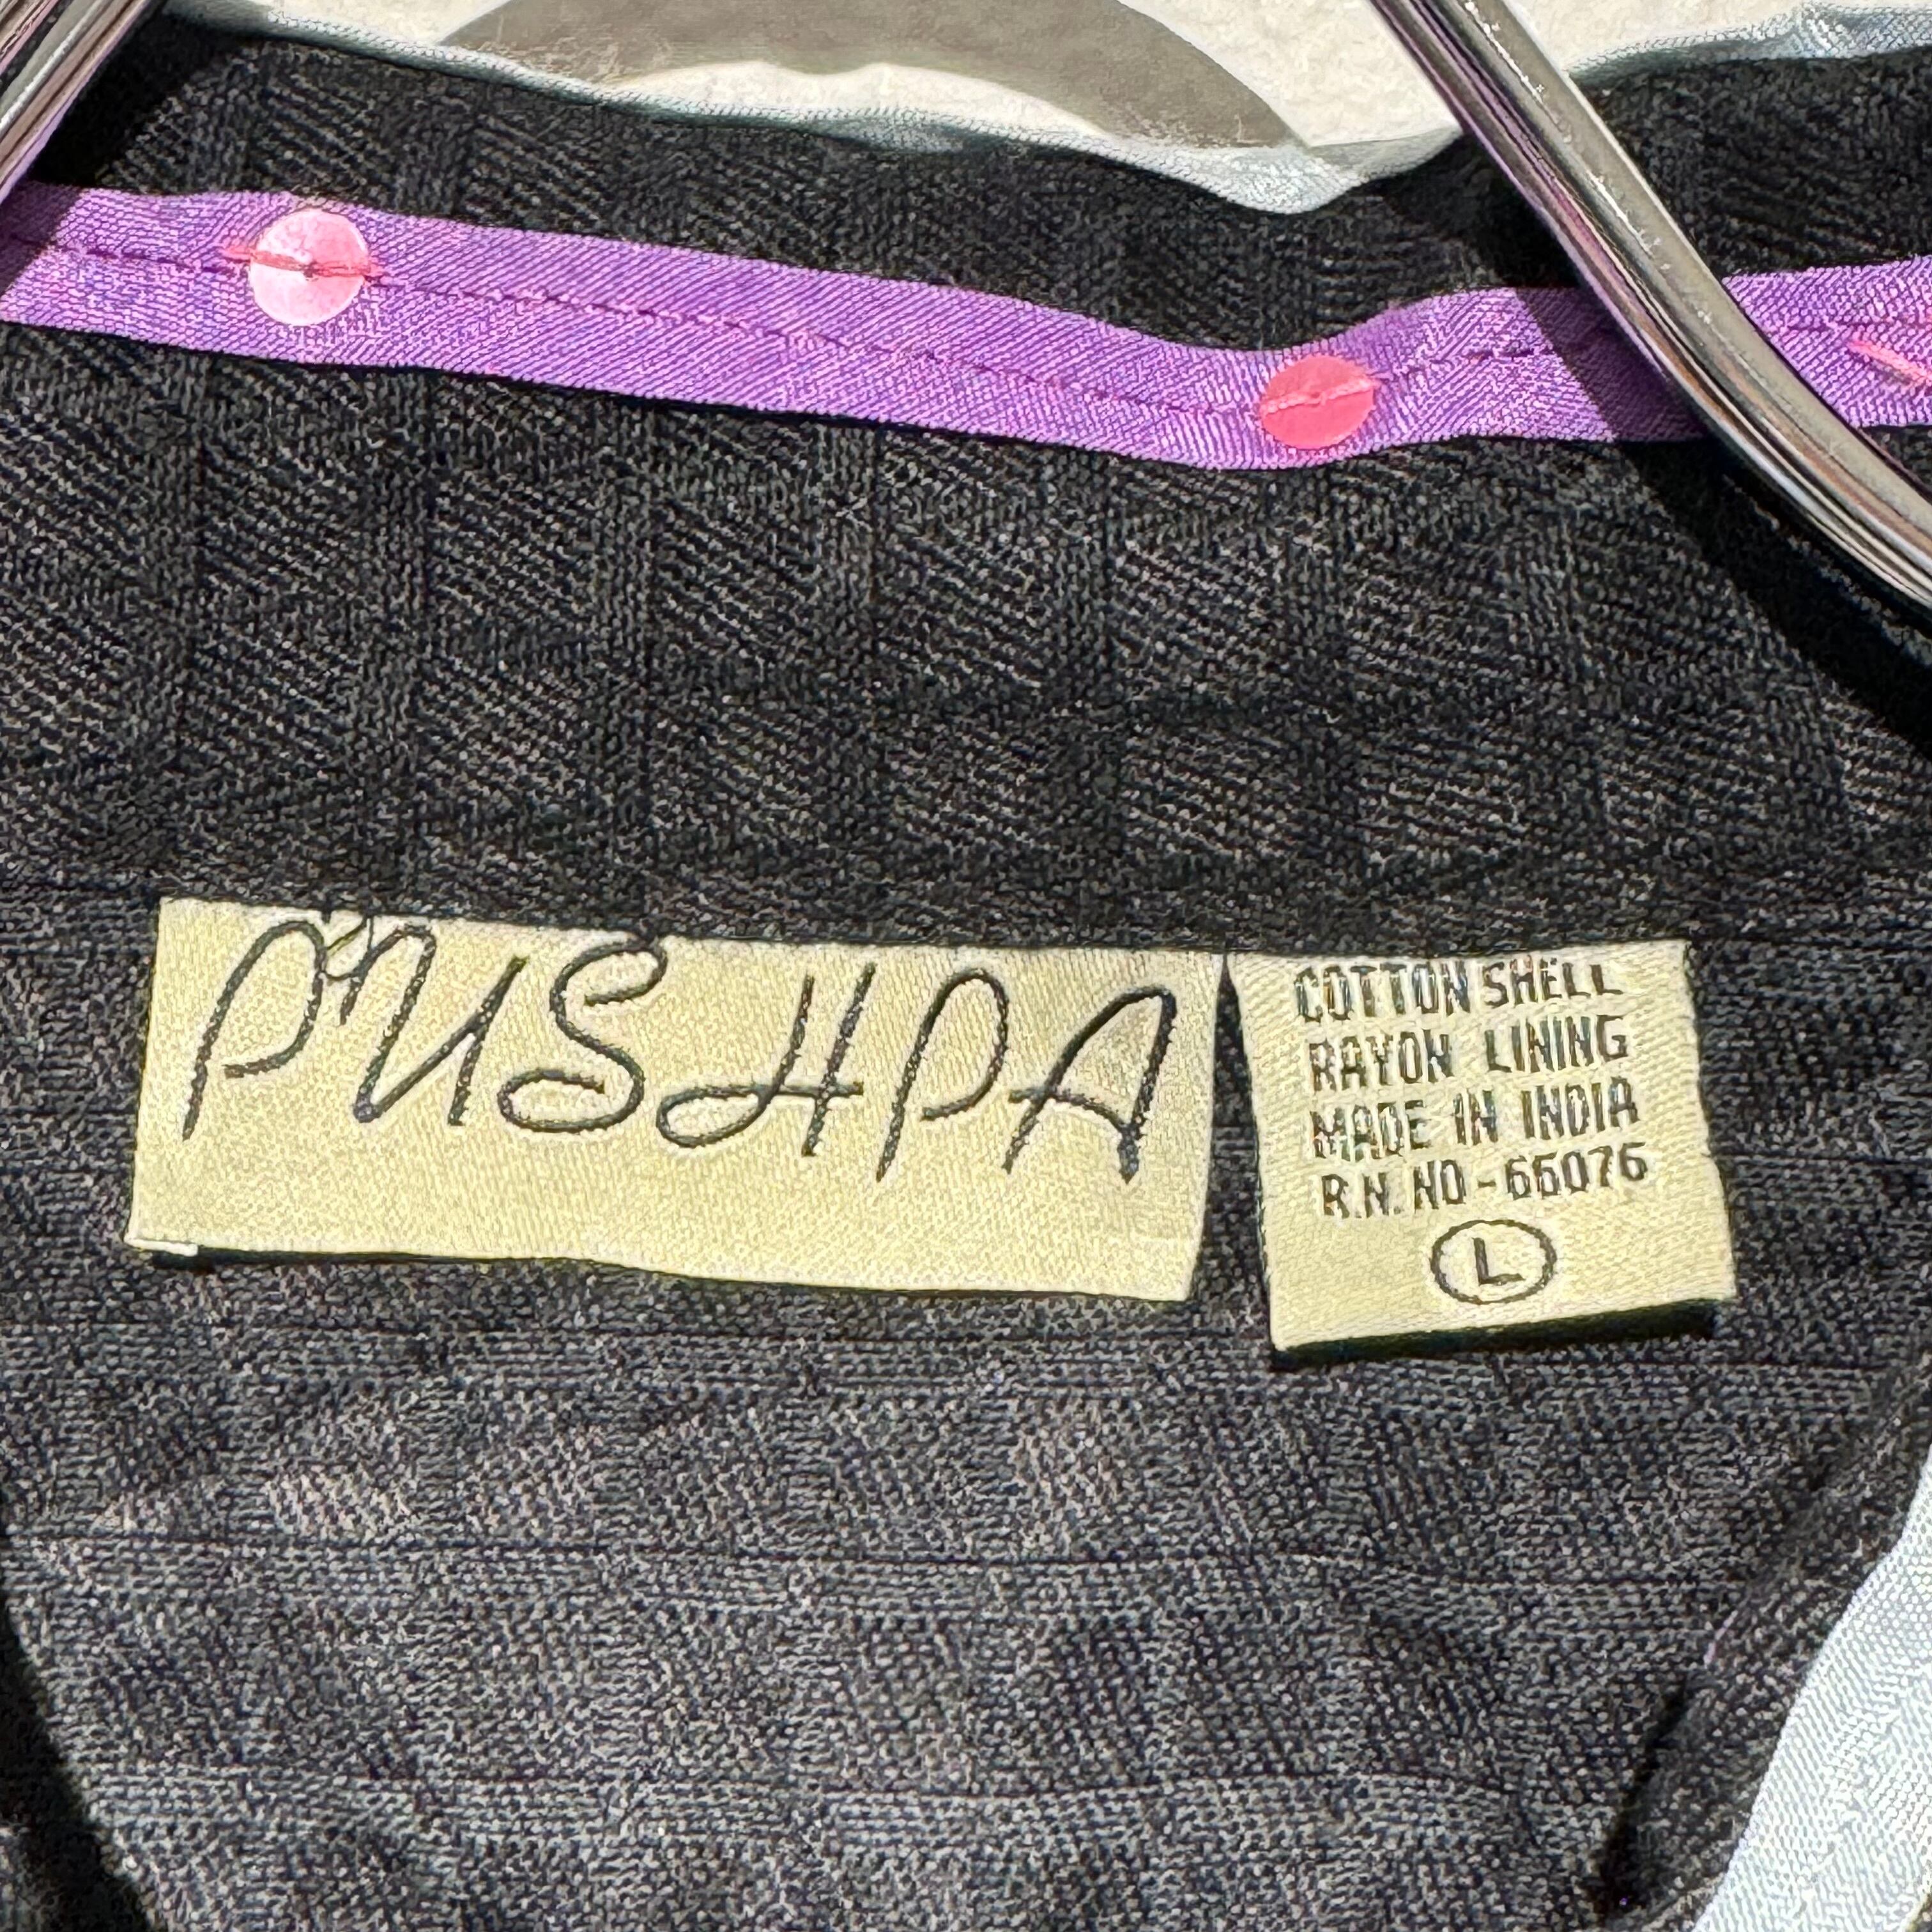 PUSHPA
COTTON SHELL
RAYON LINING
MADE IN INDIA
R.N. NO-66076
L